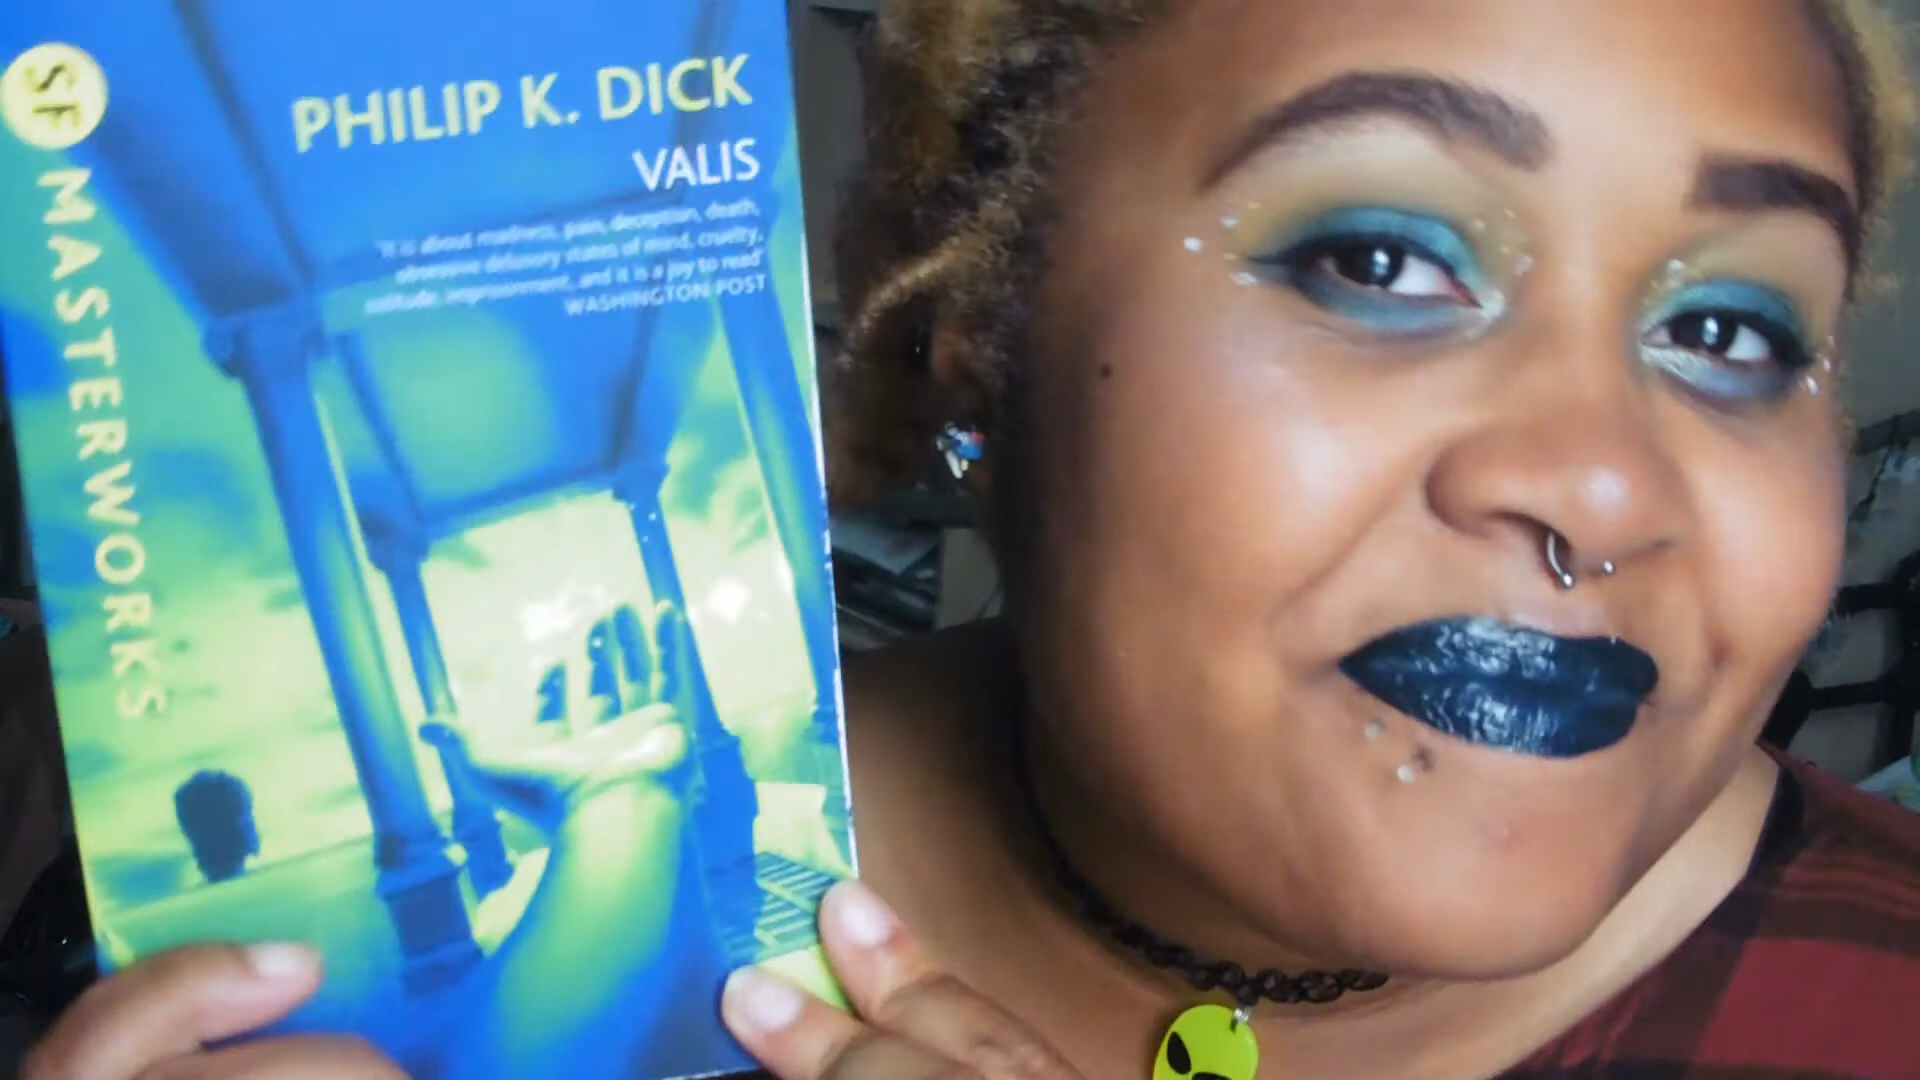 SF MASTERWORKS
PHILIP K. DICK
VALIS
'It is about madness, pain, deception, death,
obsessive delusory states of mind, cruelty,
solitude, imprisonment, and it is a joy to read'
WASHINGTON POST